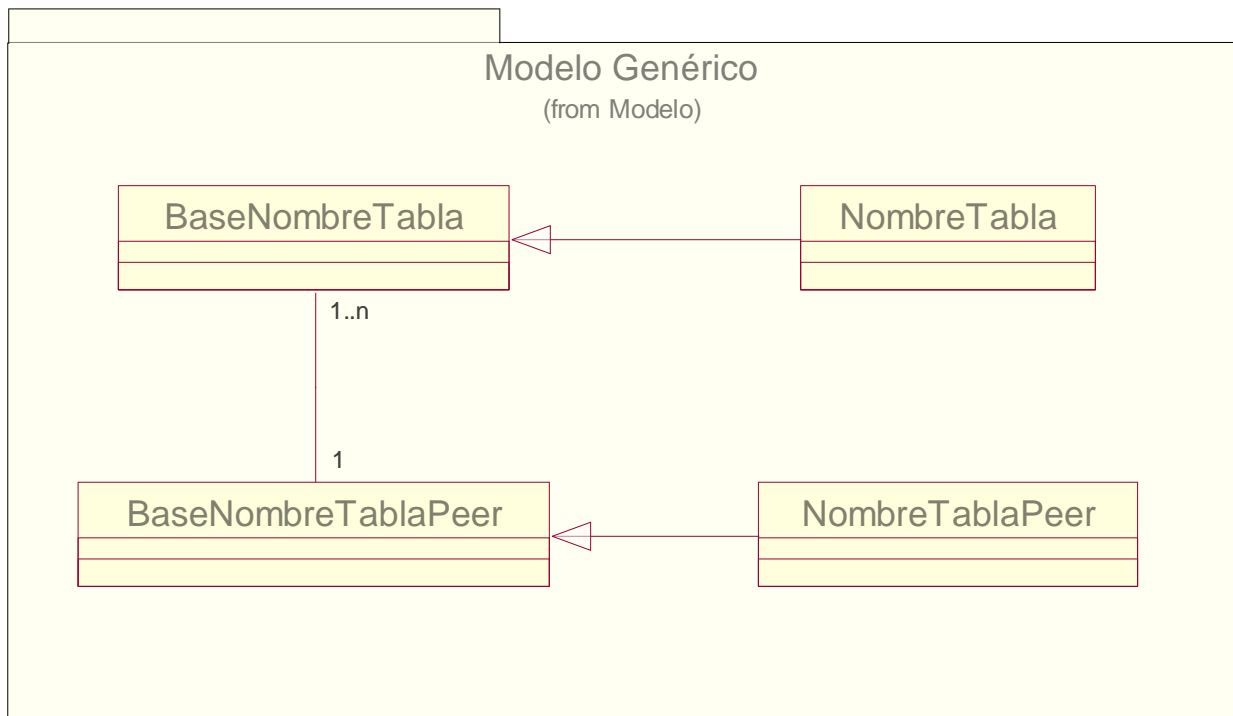 Modelo Genérico
(from Modelo)
BaseNombreTabla
NombreTabla
1..n
1
BaseNombreTablaPeer
NombreTablaPeer